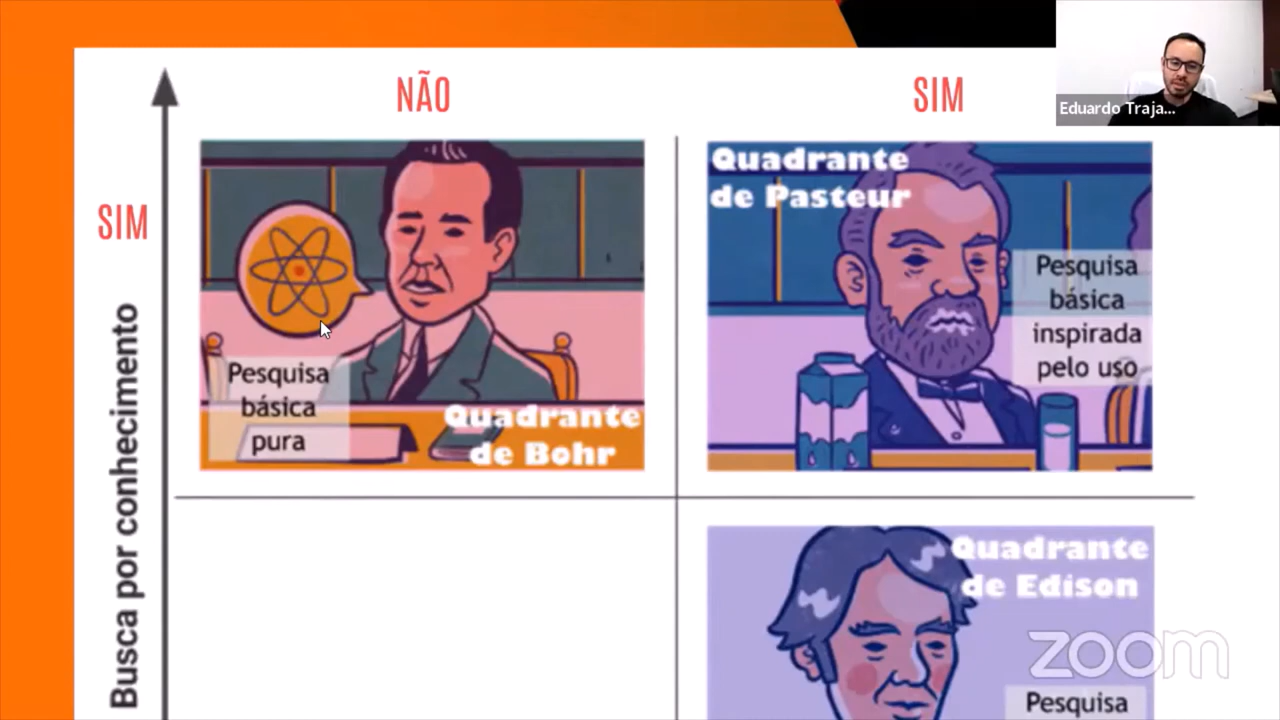 NÃO
SIM
Eduardo Traja...
SIM
Quadrante
de Pasteur
Pesquisa
básica
inspirada
pelo uso
Pesquisa
básica
pura
Quadrante
de Bohr
Busca por conhecimento
Quadrante
de Edison
Pesquisa
zoom